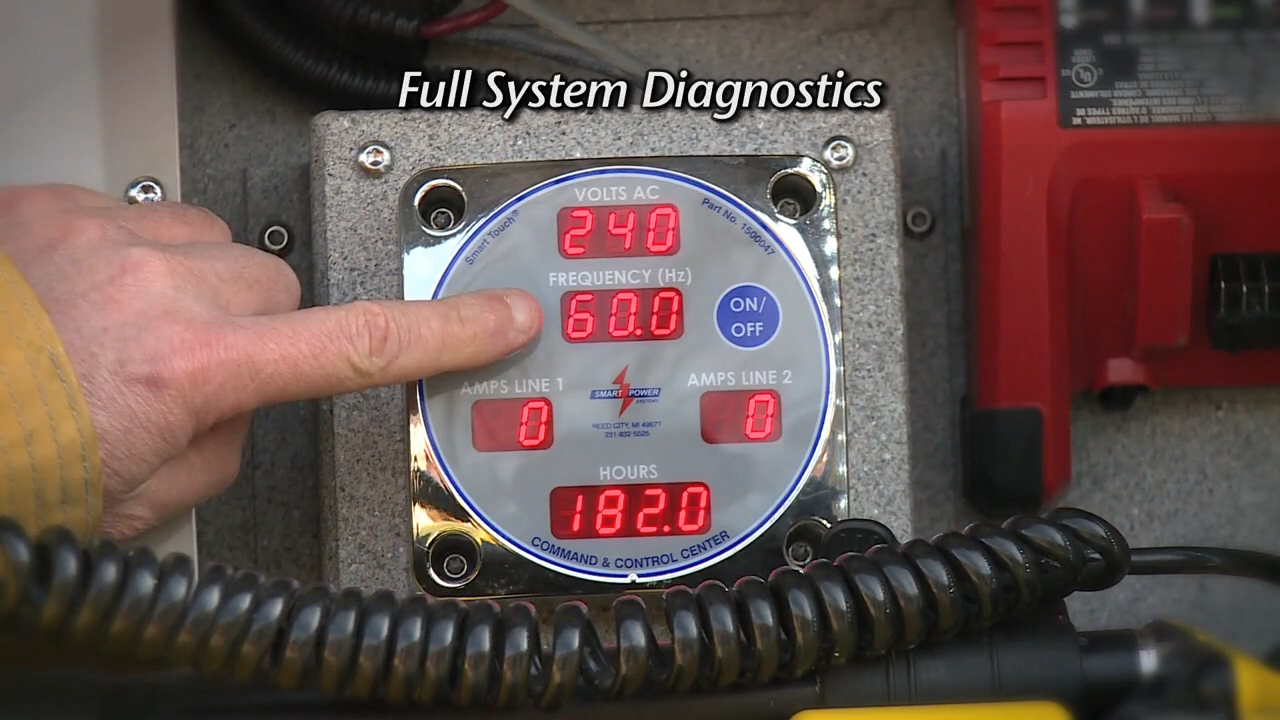 Full System Diagnostics
VOLTS AC
240
Smart Touch®
Part No. 1500047
FREQUENCY (Hz)
60.0
ON/
OFF
AMPS LINE 1
0
AMPS LINE 2
0
SMART POWER
SYSTEMS
REED CITY, MI 49677
231-832-5525
HOURS
182.0
COMMAND & CONTROL CENTER